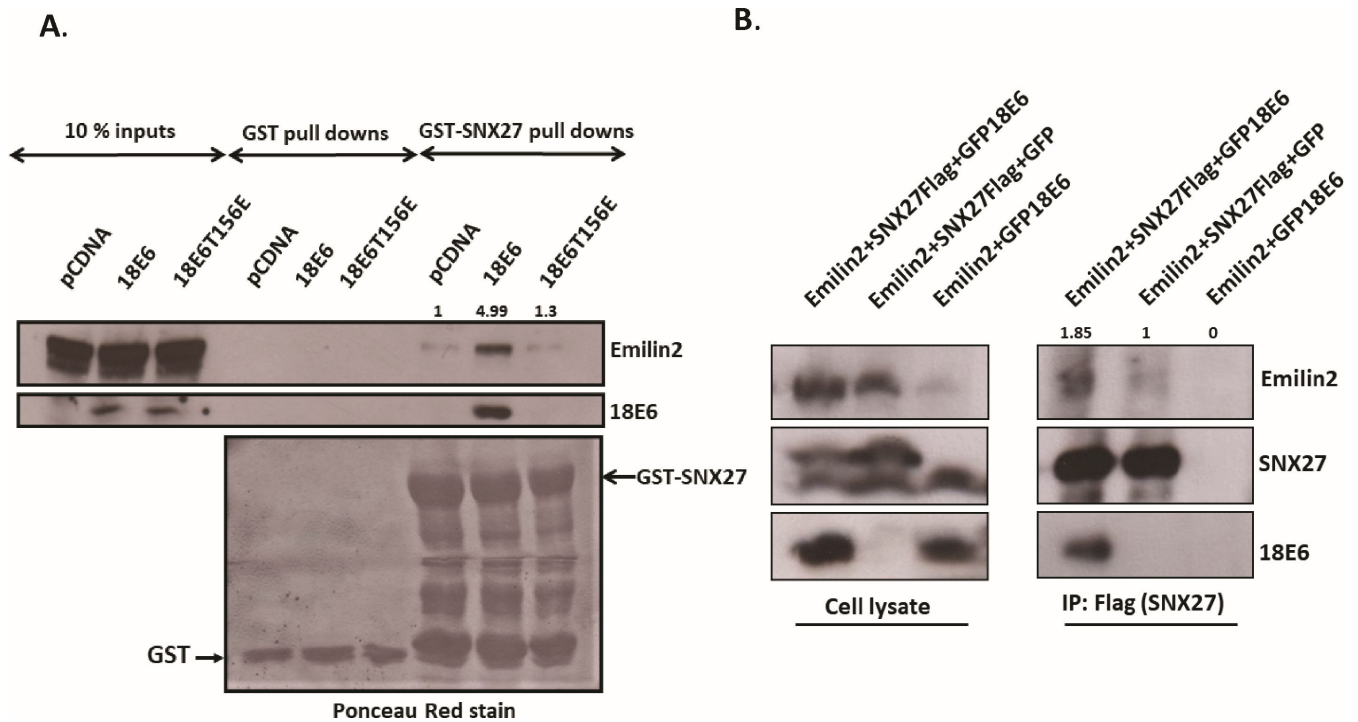 A.
10 % inputs
GST pull downs
GST-SNX27 pull downs
pCDNA
18E6
18E6T156E
pCDNA
18E6
18E6T156E
pCDNA
18E6
18E6T156E
1
4.99
1.3
Emilin2
18E6
GST-SNX27
GST
Ponceau Red stain
B.
Emilin2+SNX27Flag+GFP18E6
Emilin2+SNX27Flag+GFP
Emilin2+GFP18E6
Emilin2+SNX27Flag+GFP18E6
Emilin2+SNX27Flag+GFP
Emilin2+GFP18E6
1.85
1
0
Emilin2
SNX27
18E6
Cell lysate
IP: Flag (SNX27)